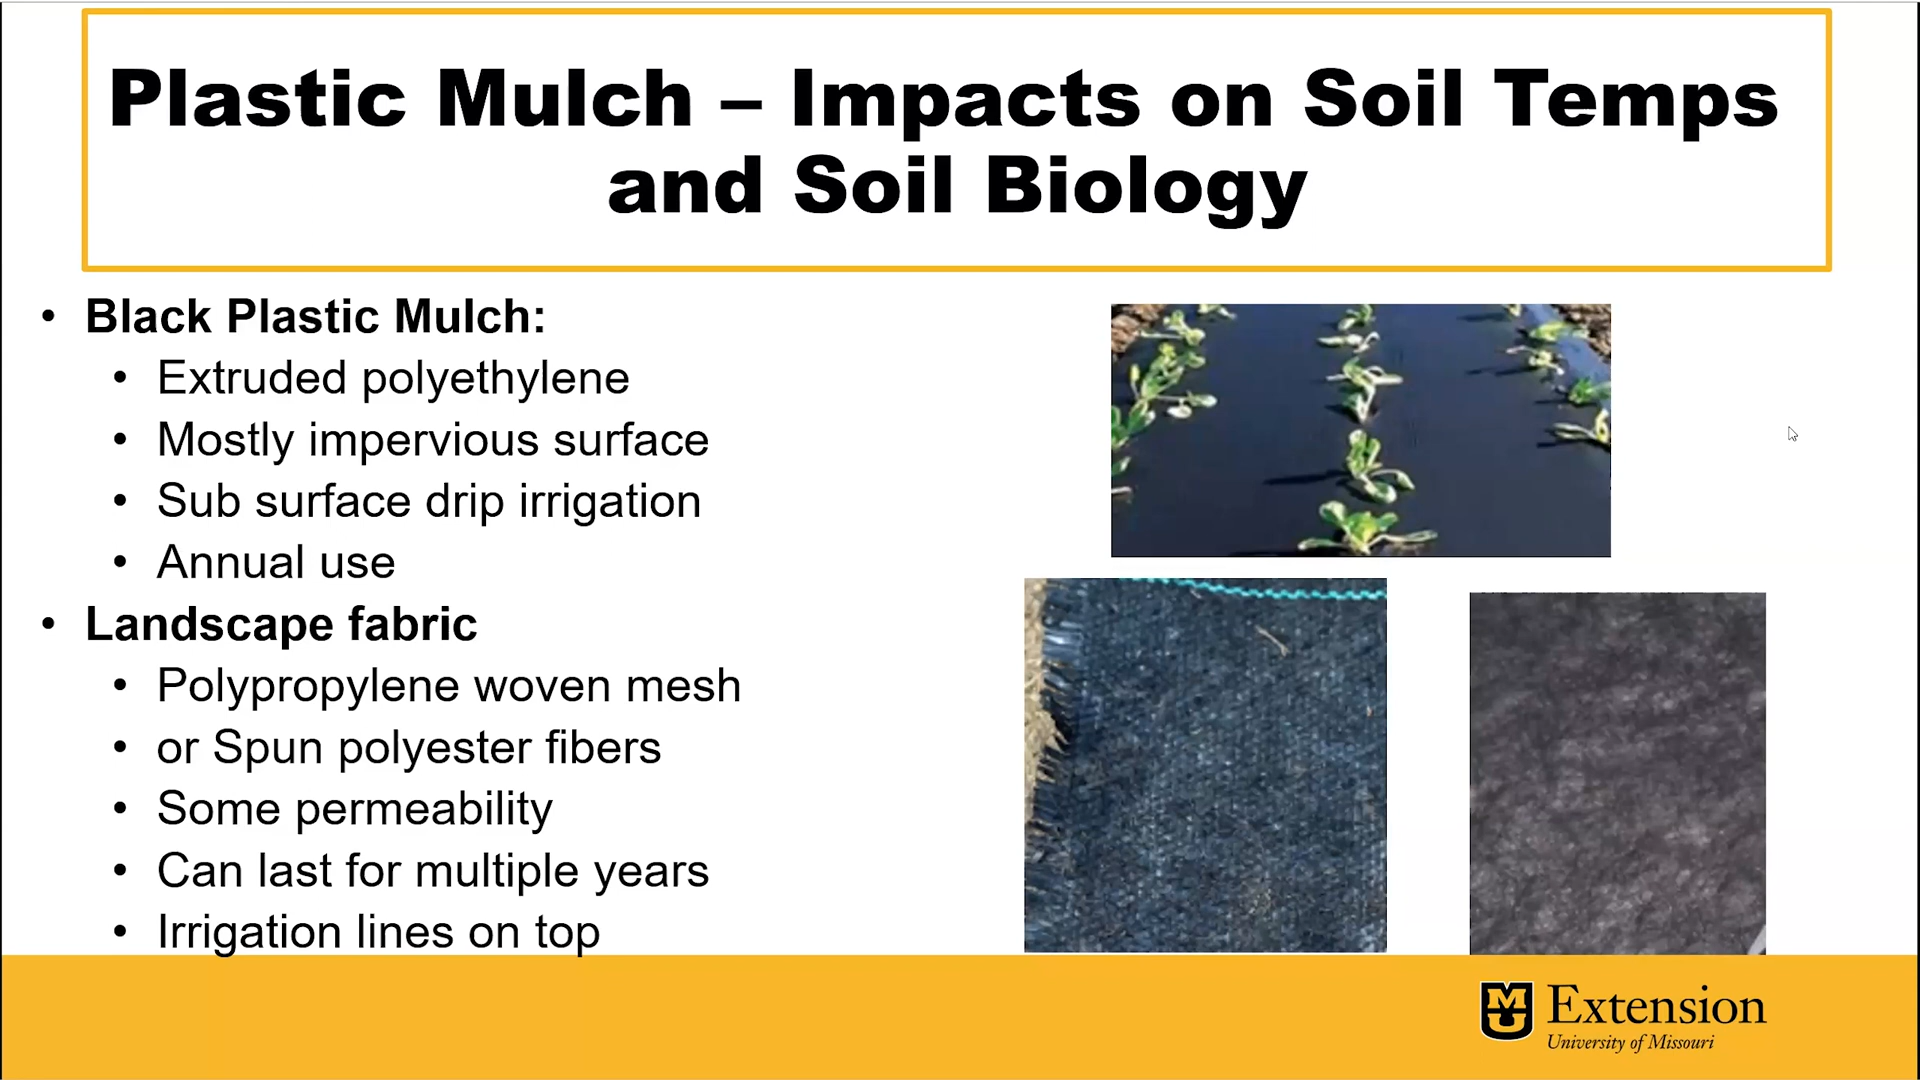 Plastic Mulch – Impacts on Soil Temps
and Soil Biology
• Black Plastic Mulch:
• Extruded polyethylene
• Mostly impervious surface
• Sub surface drip irrigation
• Annual use
• Landscape fabric
• Polypropylene woven mesh
• or Spun polyester fibers
• Some permeability
• Can last for multiple years
• Irrigation lines on top
MU Extension
University of Missouri